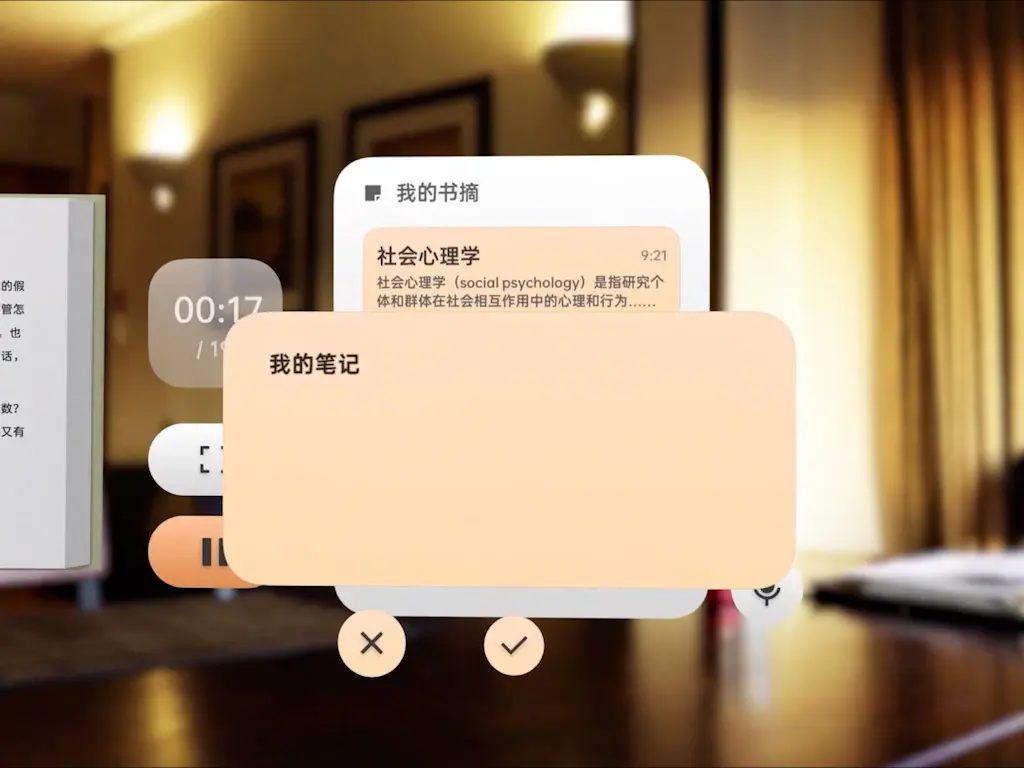 的假
管怎
。也
话，
数？
又有
00:17
/ 19
我的书摘
社会心理学
9:21
社会心理学（social psychology）是指研究个
体和群体在社会相互作用中的心理和行为......
我的笔记